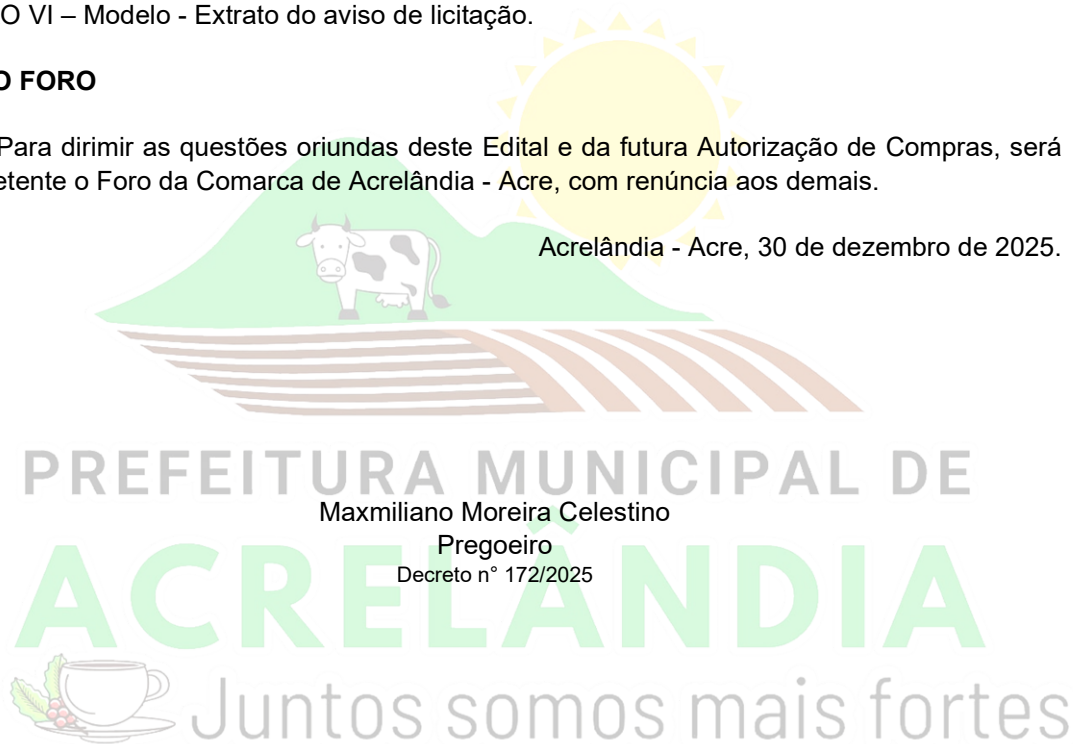 O VI – Modelo - Extrato do aviso de licitação.
O FORO
Para dirimir as questões oriundas deste Edital e da futura Autorização de Compras, será
etente o Foro da Comarca de Acrelândia - Acre, com renúncia aos demais.
Acrelândia - Acre, 30 de dezembro de 2025.
PREFEITURA MUNICIPAL DE
Maxmiliano Moreira Celestino
Pregoeiro
Decreto n° 172/2025
ACRELÂNDIA
Juntos somos mais fortes